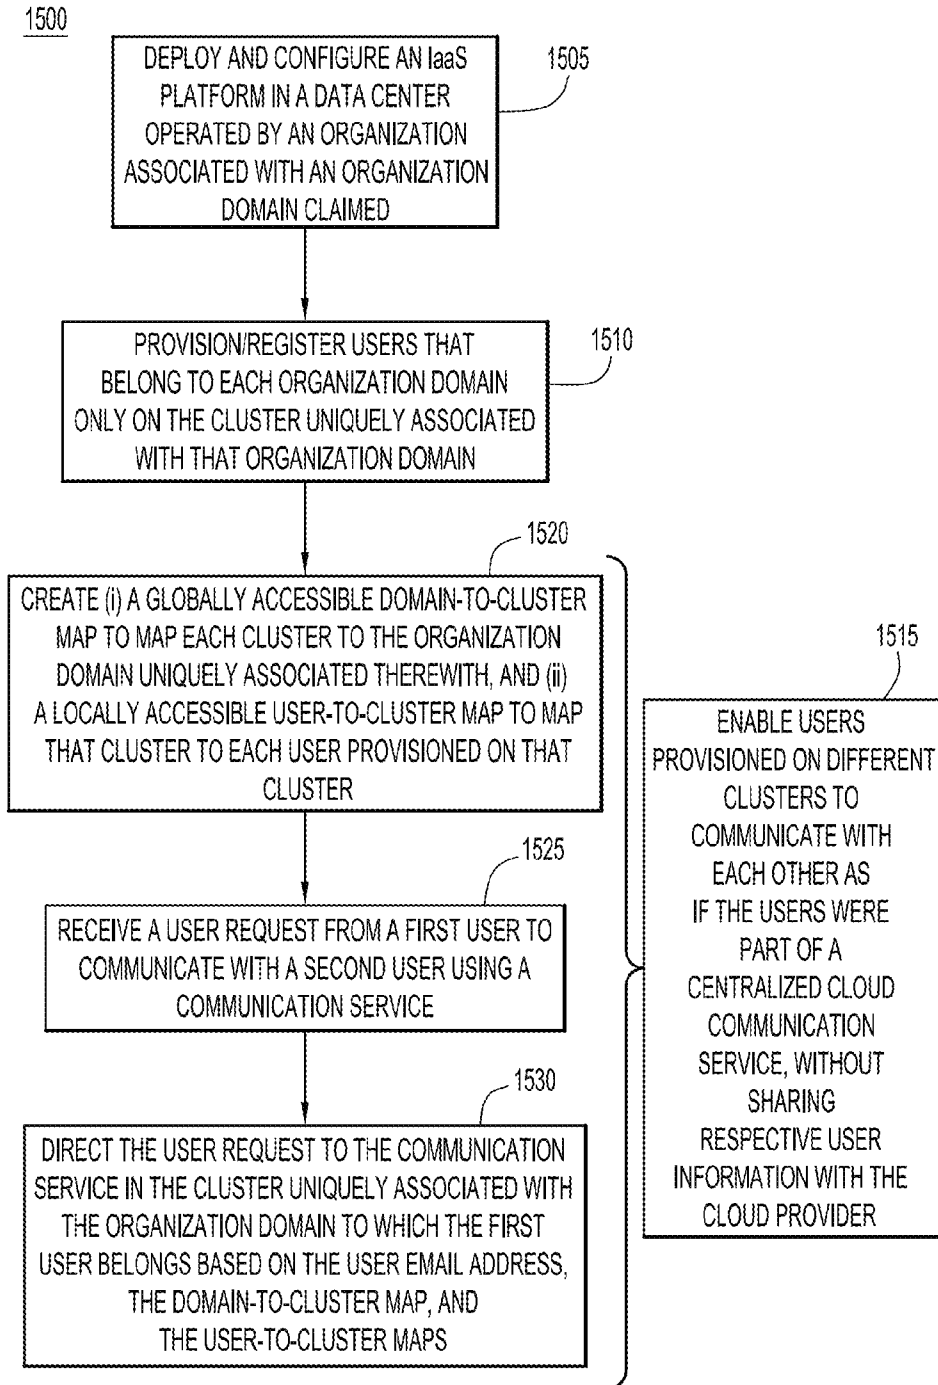 1500
DEPLOY AND CONFIGURE AN IaaS
PLATFORM IN A DATA CENTER
OPERATED BY AN ORGANIZATION
ASSOCIATED WITH AN ORGANIZATION
DOMAIN CLAIMED
1505
PROVISION/REGISTER USERS THAT
BELONG TO EACH ORGANIZATION DOMAIN
ONLY ON THE CLUSTER UNIQUELY ASSOCIATED
WITH THAT ORGANIZATION DOMAIN
1510
1520
CREATE (i) A GLOBALLY ACCESSIBLE DOMAIN-TO-CLUSTER
MAP TO MAP EACH CLUSTER TO THE ORGANIZATION
DOMAIN UNIQUELY ASSOCIATED THEREWITH, AND (ii)
A LOCALLY ACCESSIBLE USER-TO-CLUSTER MAP TO MAP
THAT CLUSTER TO EACH USER PROVISIONED ON THAT
CLUSTER
1525
RECEIVE A USER REQUEST FROM A FIRST USER TO
COMMUNICATE WITH A SECOND USER USING A
COMMUNICATION SERVICE
1530
DIRECT THE USER REQUEST TO THE COMMUNICATION
SERVICE IN THE CLUSTER UNIQUELY ASSOCIATED WITH
THE ORGANIZATION DOMAIN TO WHICH THE FIRST
USER BELONGS BASED ON THE USER EMAIL ADDRESS,
THE DOMAIN-TO-CLUSTER MAP, AND
THE USER-TO-CLUSTER MAPS
1515
ENABLE USERS
PROVISIONED ON DIFFERENT
CLUSTERS TO
COMMUNICATE WITH
EACH OTHER AS
IF THE USERS WERE
PART OF A
CENTRALIZED CLOUD
COMMUNICATION
SERVICE, WITHOUT
SHARING
RESPECTIVE USER
INFORMATION WITH THE
CLOUD PROVIDER